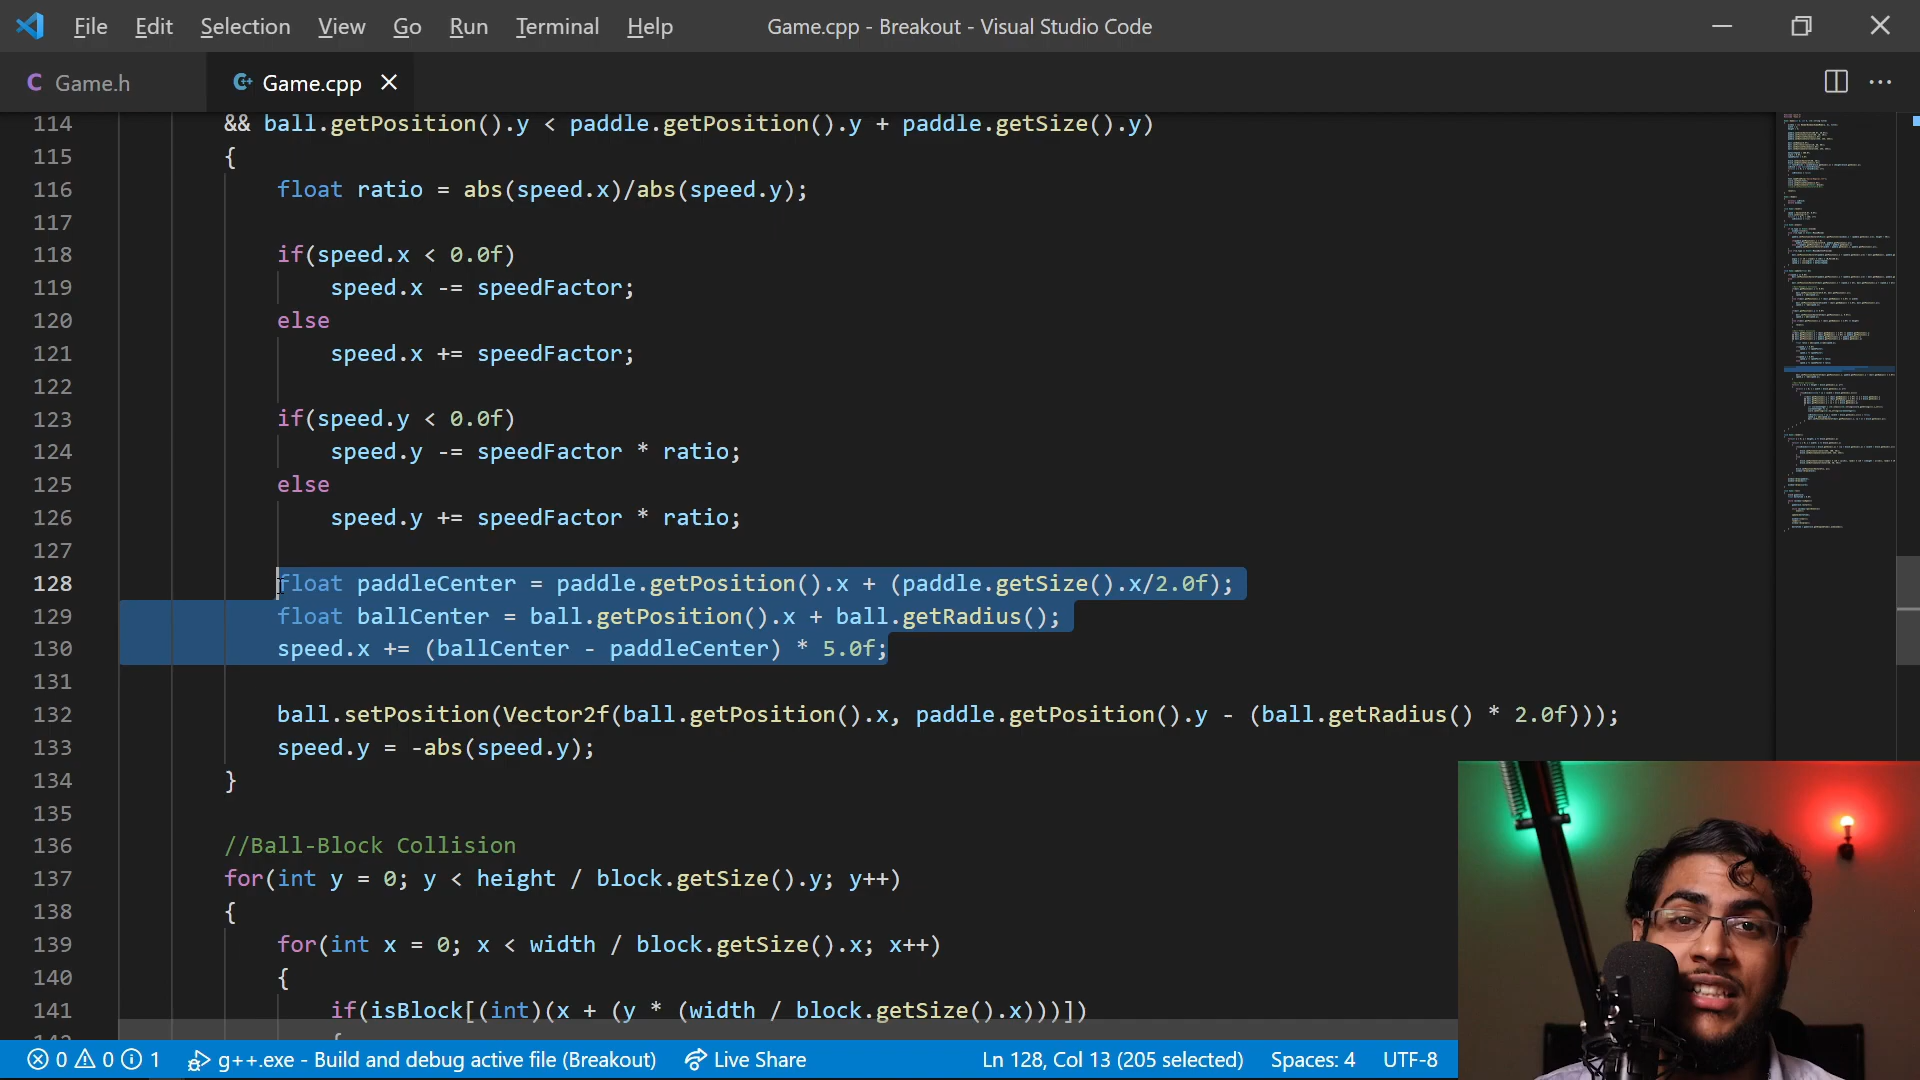 File Edit Selection View Go Run Terminal Help Game.cpp - Breakout - Visual Studio Code
C Game.h Game.cpp
114 && ball.getPosition().y < paddle.getPosition().y + paddle.getSize().y)
115 {
116 float ratio = abs(speed.x)/abs(speed.y);
117
118 if(speed.x < 0.0f)
119 speed.x -= speedFactor;
120 else
121 speed.x += speedFactor;
122
123 if(speed.y < 0.0f)
124 speed.y -= speedFactor * ratio;
125 else
126 speed.y += speedFactor * ratio;
127
128 float paddleCenter = paddle.getPosition().x + (paddle.getSize().x/2.0f);
129 float ballCenter = ball.getPosition().x + ball.getRadius();
130 speed.x += (ballCenter - paddleCenter) * 5.0f;
131
132 ball.setPosition(Vector2f(ball.getPosition().x, paddle.getPosition().y - (ball.getRadius() * 2.0f)));
133 speed.y = -abs(speed.y);
134 }
135
136 //Ball-Block Collision
137 for(int y = 0; y < height / block.getSize().y; y++)
138 {
139 for(int x = 0; x < width / block.getSize().x; x++)
140 {
141 if(isBlock[(int)(x + (y * (width / block.getSize().x)))])
0 0 1 g++.exe - Build and debug active file (Breakout) Live Share Ln 128, Col 13 (205 selected) Spaces: 4 UTF-8